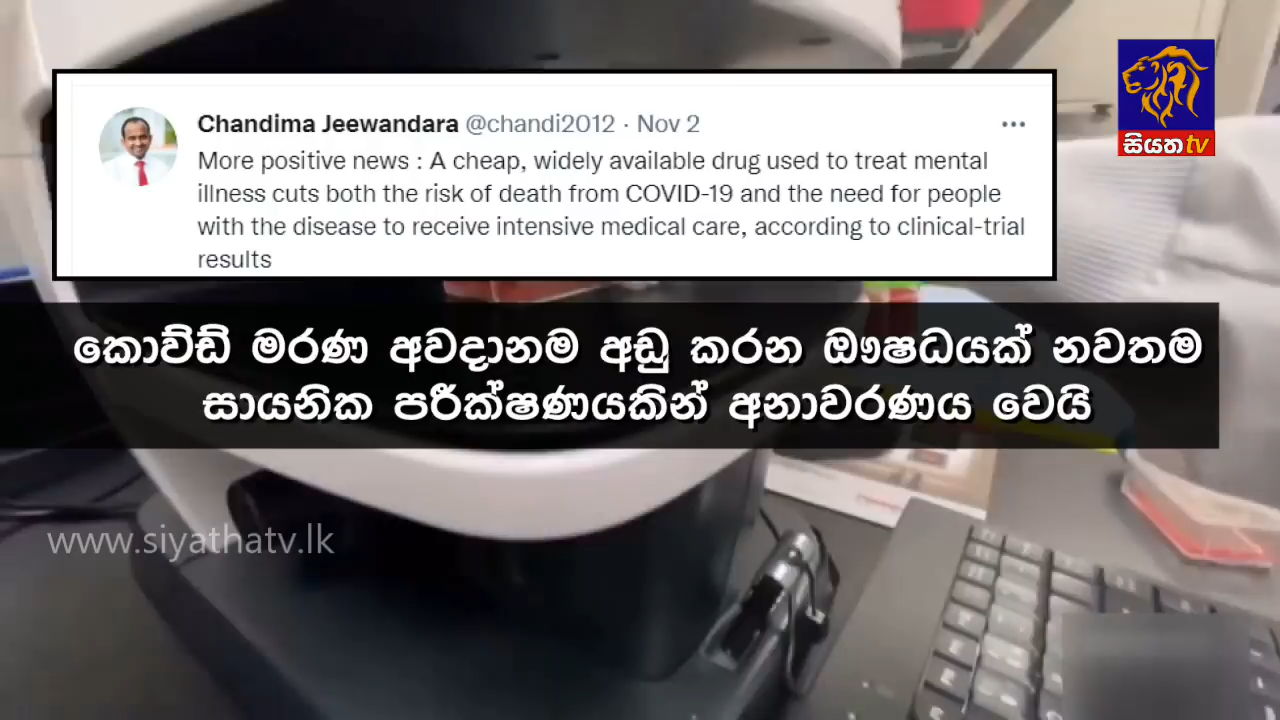 සියත tv
Chandima Jeewandara @chandi2012 · Nov 2
More positive news : A cheap, widely available drug used to treat mental
illness cuts both the risk of death from COVID-19 and the need for people
with the disease to receive intensive medical care, according to clinical-trial
results
කොවිඩ් මරණ අවදානම අඩු කරන ඖෂධයක් නවතම
සායනික පරීක්ෂණයකින් අනාවරණය වෙයි
www.siyathatv.lk